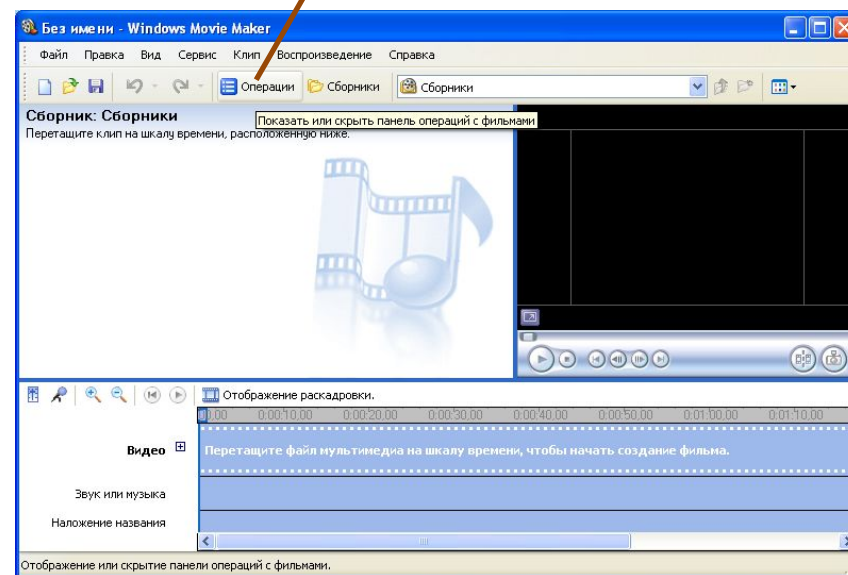 Без имени - Windows Movie Maker
Файл Правка Вид Сервис Клип Воспроизведение Справка
Операции Сборники Сборники
Сборник: Сборники
Показать или скрыть панель операций с фильмами
Перетащите клип на шкалу времени, расположенную ниже.
Отображение раскадровки.
0,00 0:00:10,00 0:00:20,00 0:00:30,00 0:00:40,00 0:00:50,00 0:01:00,00 0:01:10,00
Видео Перетащите файл мультимедиа на шкалу времени, чтобы начать создание фильма.
Звук или музыка
Наложение названия
Отображение или скрытие панели операций с фильмами.